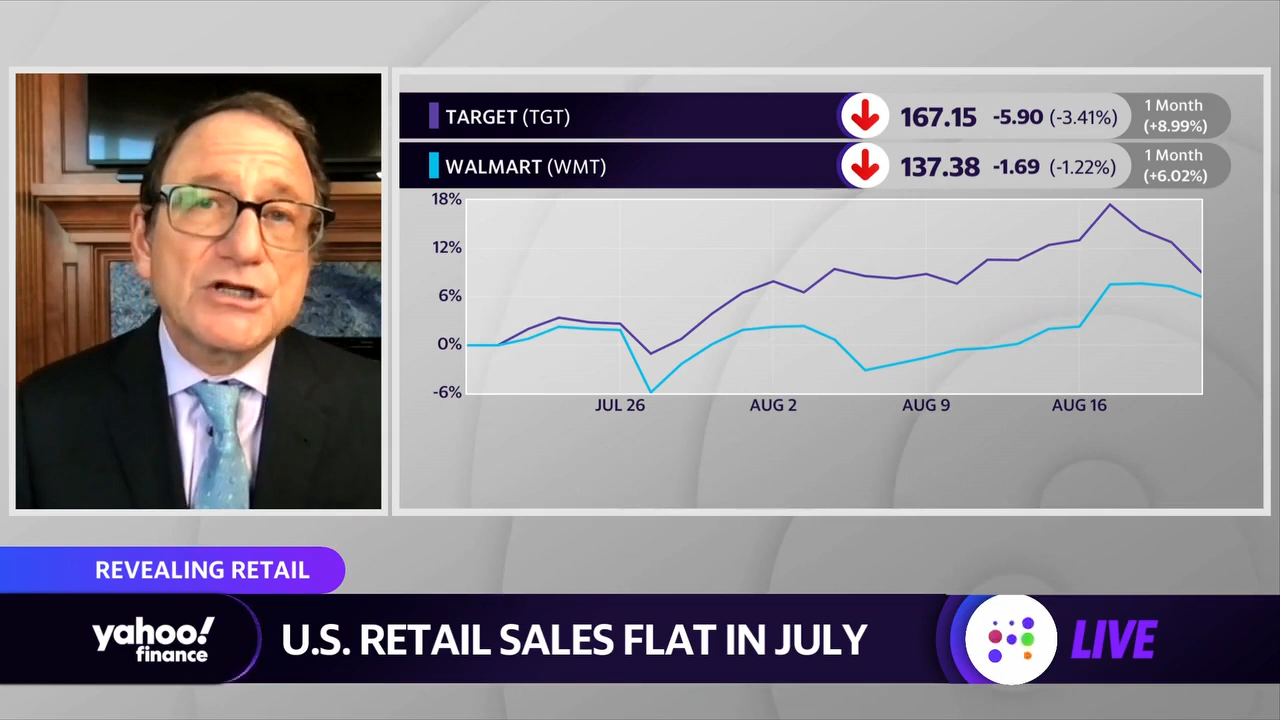 TARGET (TGT) 167.15 -5.90 (-3.41%) 1 Month (+8.99%)
WALMART (WMT) 137.38 -1.69 (-1.22%) 1 Month (+6.02%)
18%
12%
6%
0%
-6%
JUL 26 AUG 2 AUG 9 AUG 16
REVEALING RETAIL
yahoo!
finance
U.S. RETAIL SALES FLAT IN JULY
LIVE